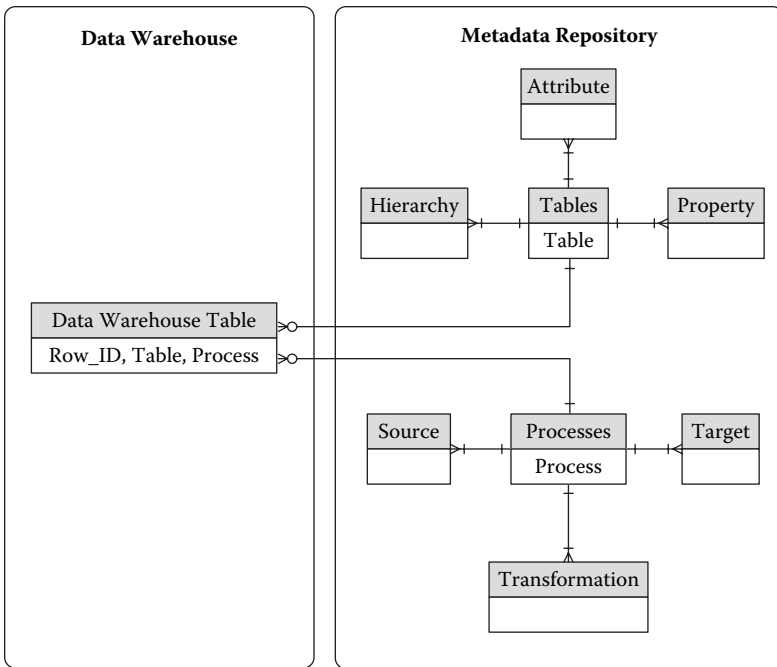 Data Warehouse
Metadata Repository
Attribute
Hierarchy
Tables
Table
Property
Data Warehouse Table
Row_ID, Table, Process
Source
Processes
Process
Target
Transformation